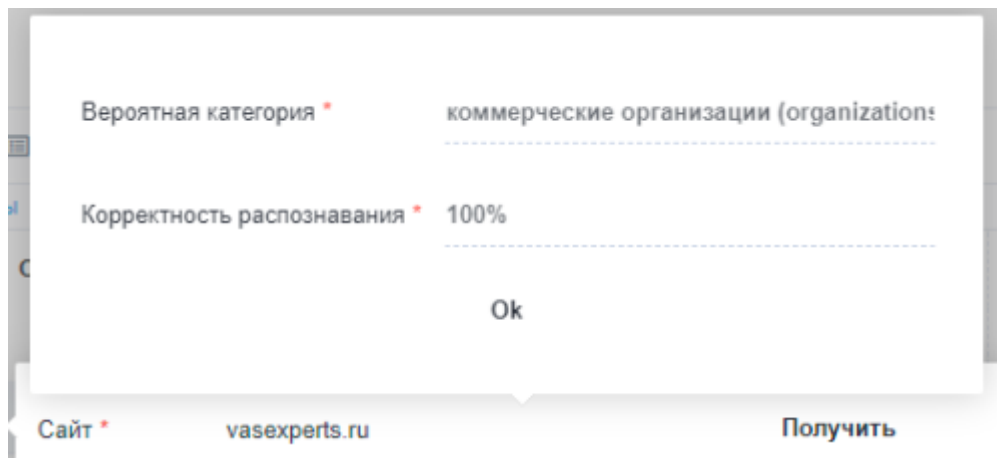 Вероятная категория * коммерческие организации (organizations
ы
Корректность распознавания * 100%
Ok
Сайт * vasexperts.ru Получить